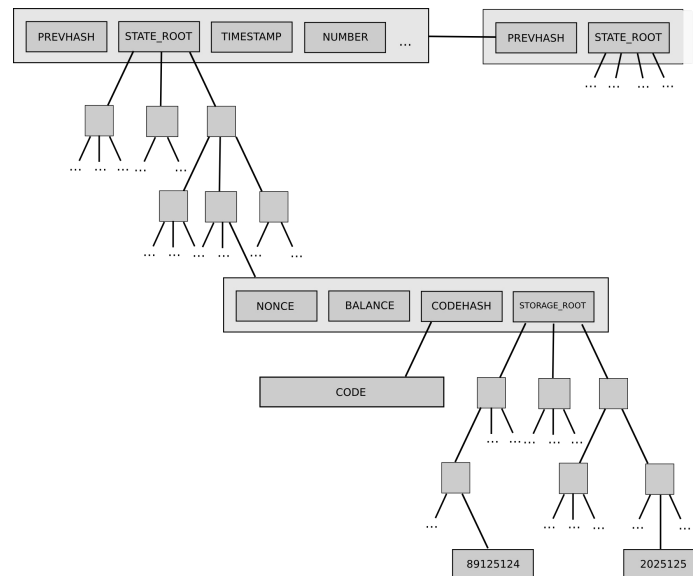 PREVHASH STATE_ROOT TIMESTAMP NUMBER ... PREVHASH STATE_ROOT
... ... ... ...
... ... ... ... ...
... ... ... ... ...
NONCE BALANCE CODEHASH STORAGE_ROOT
CODE
... ... ... ... ...
... ... ... ... ... ...
89125124 2025125